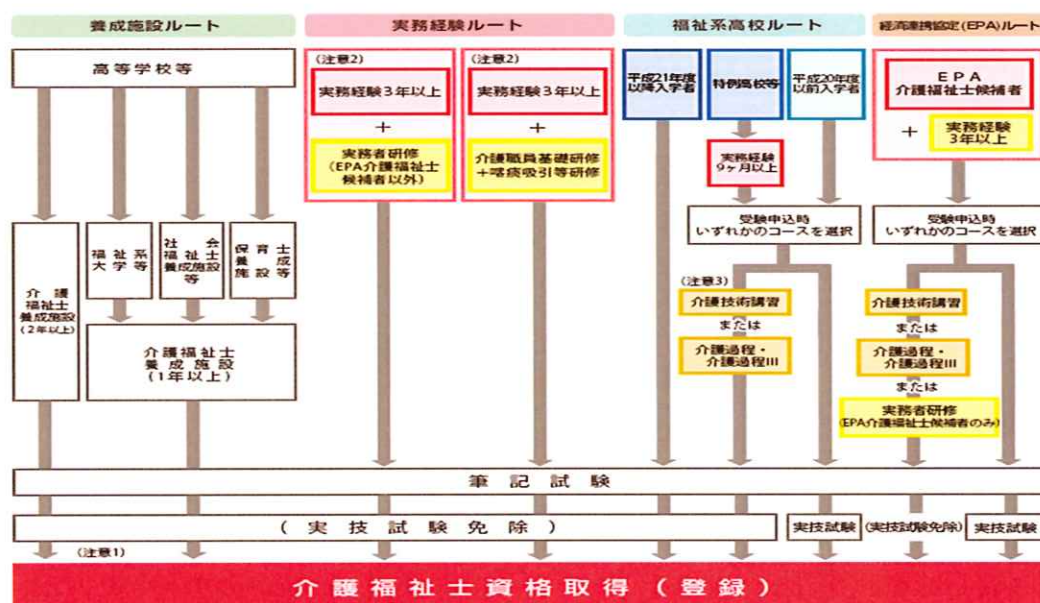 養成施設ルート
実務経験ルート
福祉系高校ルート
経済連携協定(EPA)ルート
高等学校等
(注意2)
実務経験3年以上
+
実務者研修
(EPA介護福祉士
候補者以外)
(注意2)
実務経験3年以上
+
介護職員基礎研修
+喀痰吸引等研修
平成21年度
以降入学者
特例高校等
平成20年度
以前入学者
実務経験
9ヶ月以上
EPA
介護福祉士候補者
+
実務経験
3年以上
受験申込時
いずれかのコースを選択
受験申込時
いずれかのコースを選択
介護
福祉士
養成施設
(2年以上)
福祉系
大学等
社会
福祉士
養成施設
等
保育士
養成
施設等
介護福祉士
養成施設
(1年以上)
(注意3)
介護技術講習
または
介護過程・
介護過程III
介護技術講習
または
介護過程・
介護過程III
または
実務者研修
(EPA介護福祉士候補者のみ)
筆記試験
(実技試験免除)
実技試験
(実技試験免除)
実技試験
(注意1)
介護福祉士資格取得(登録)